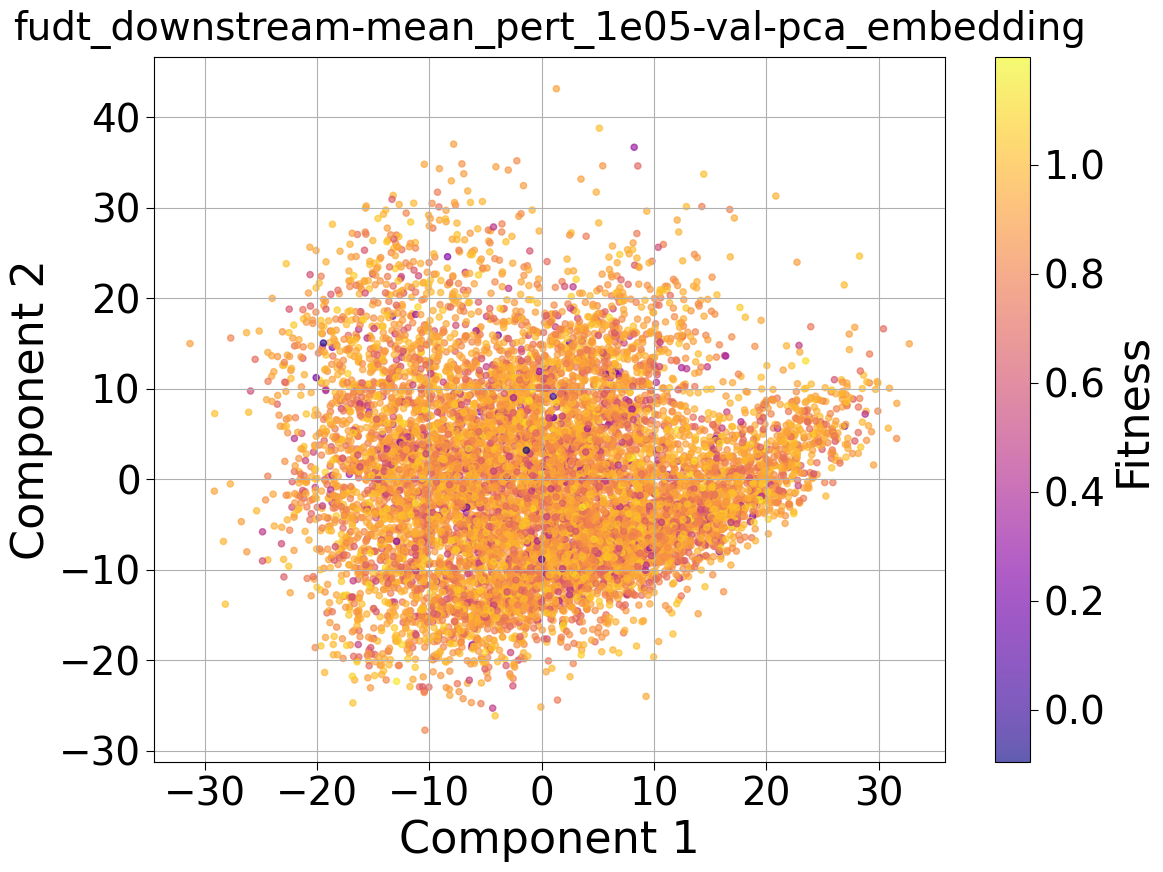 fudt_downstream-mean_pert_1e05-val-pca_embedding
40
30
20
10
0
−10
−20
−30
Component 2
−30 −20 −10 0 10 20 30
Component 1
1.0
0.8
0.6
0.4
0.2
0.0
Fitness